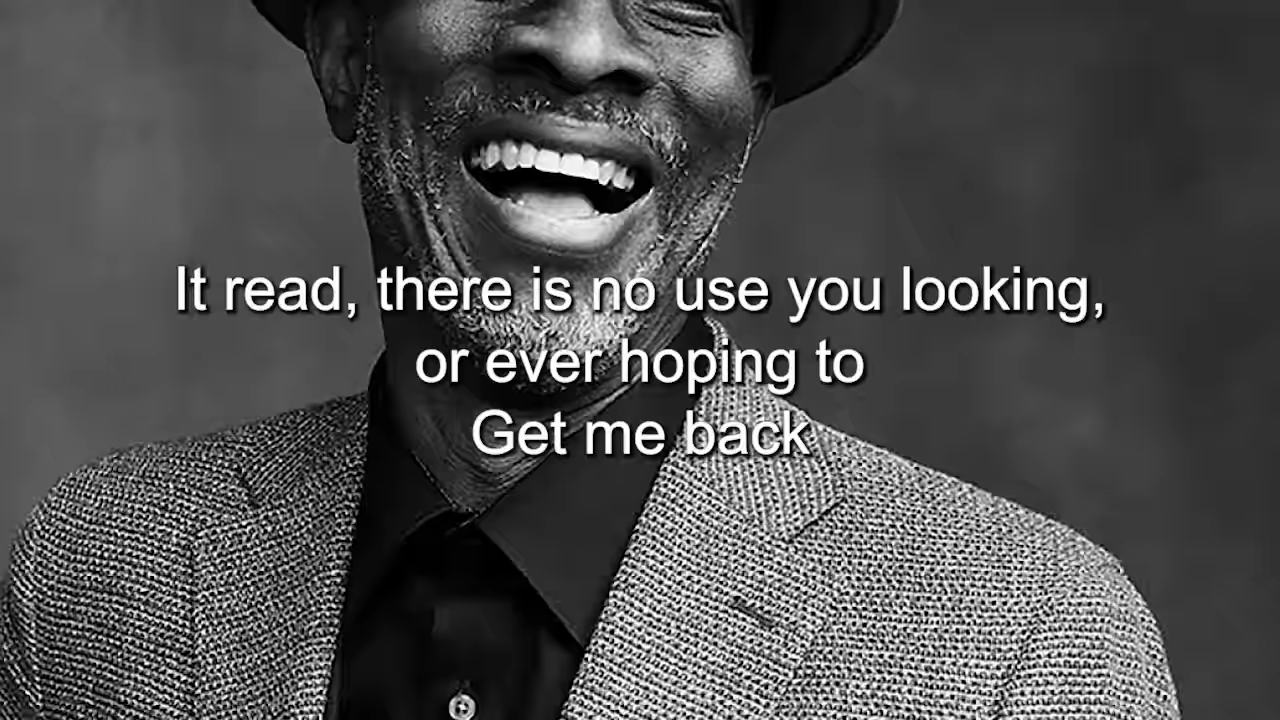 It read, there is no use you looking,
or ever hoping to
Get me back